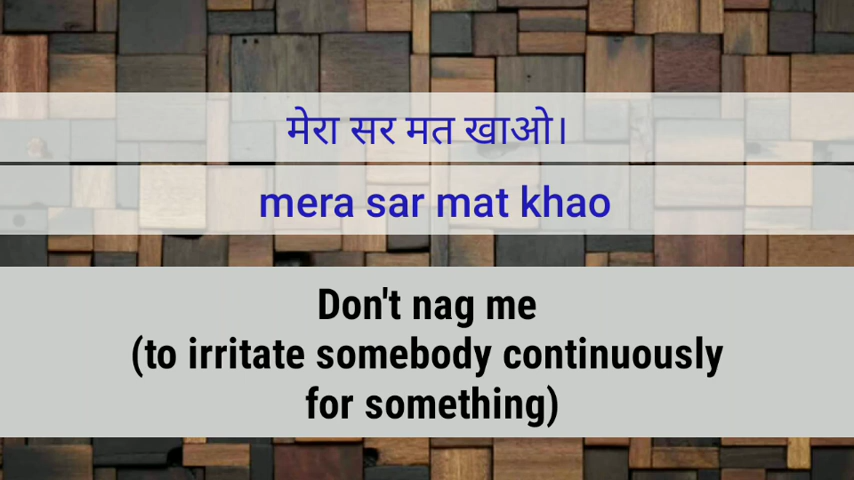 मेरा सर मत खाओ।
mera sar mat khao
Don't nag me
(to irritate somebody continuously
for something)